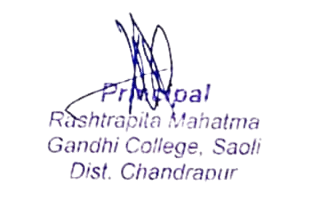 Principal
Rashtrapita Mahatma
Gandhi College, Saoli
Dist. Chandrapur